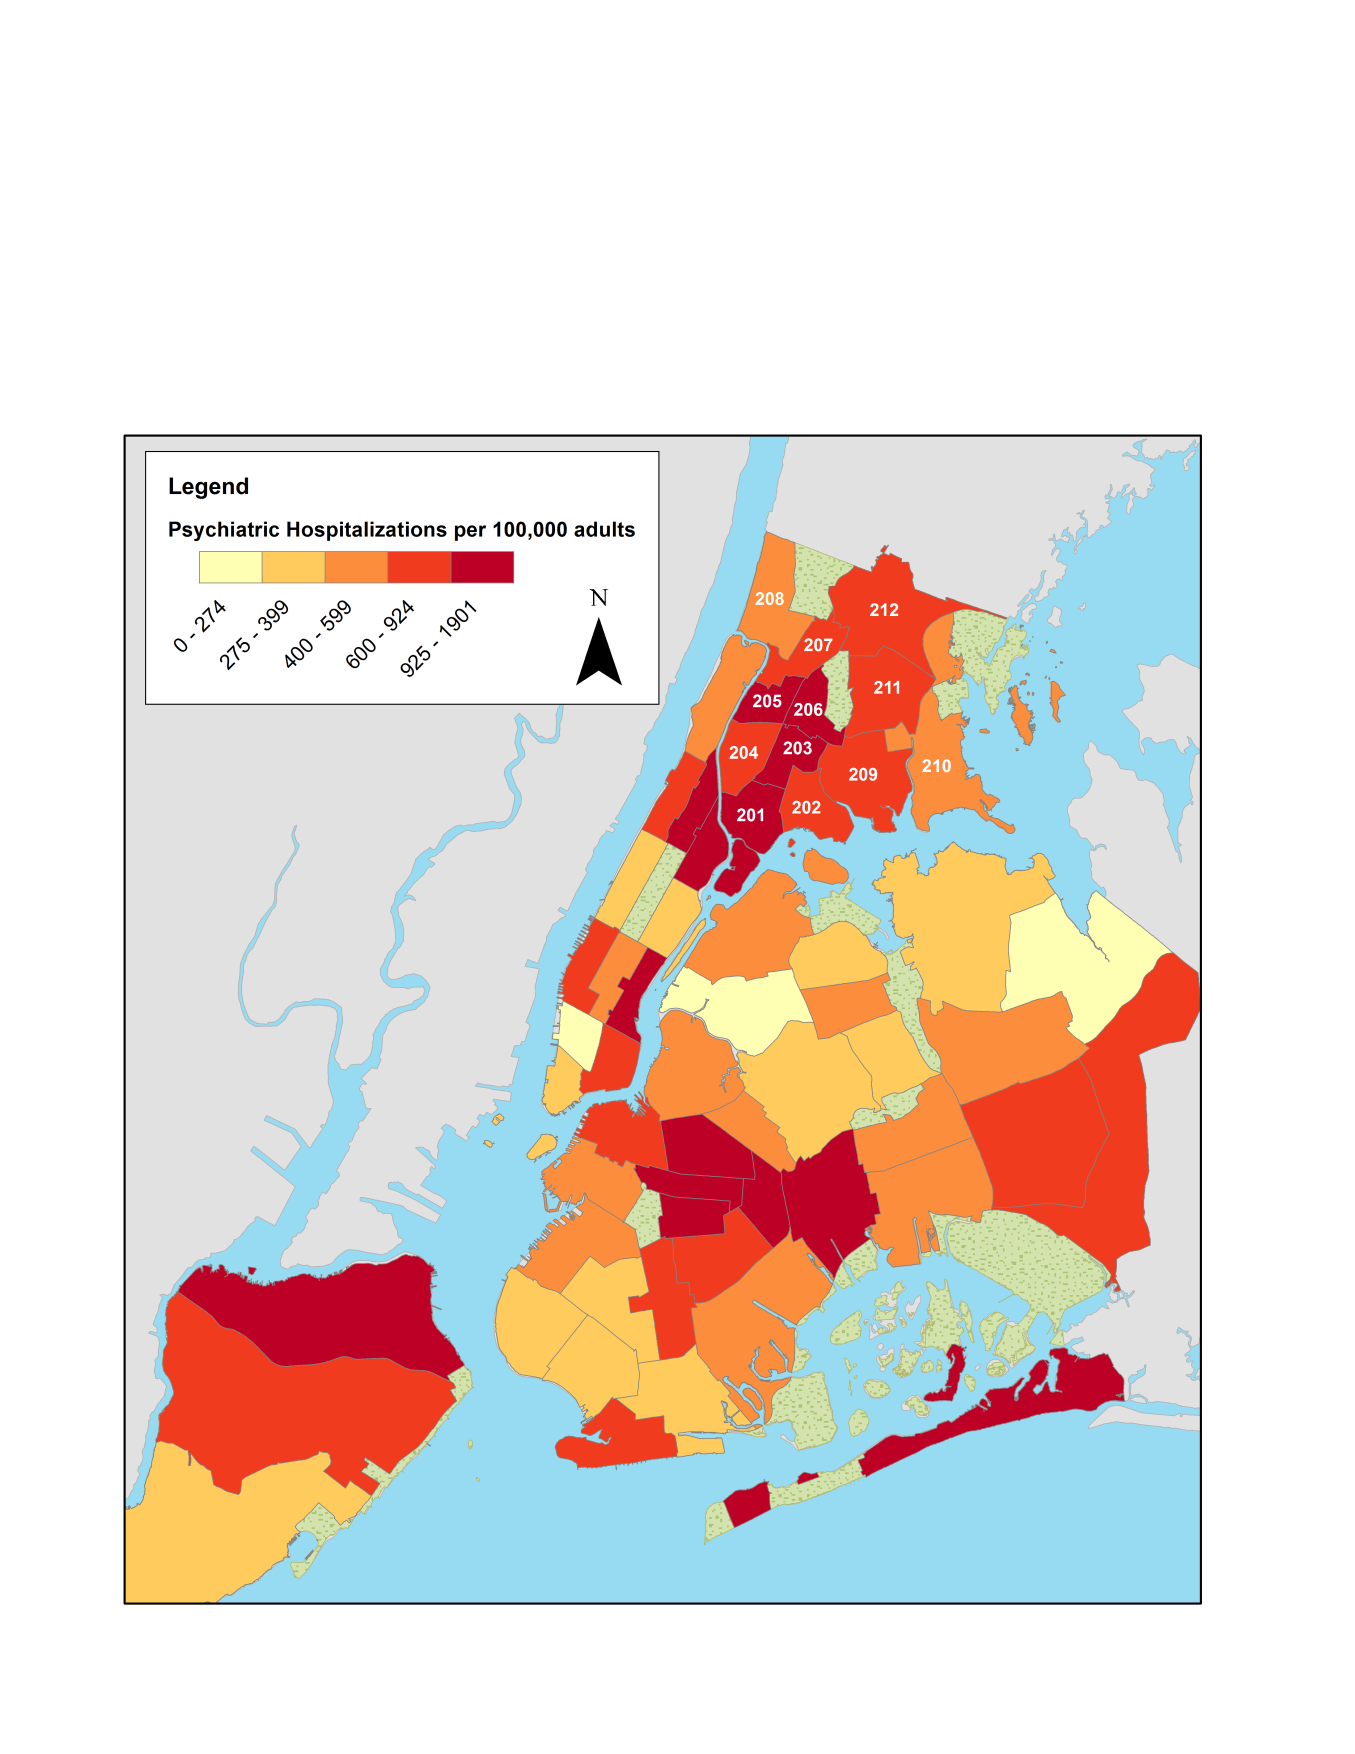 Legend
Psychiatric Hospitalizations per 100,000 adults
0 - 274
275 - 399
400 - 599
600 - 924
925 - 1901
N
208
212
207
211
205
206
204
203
210
209
202
201